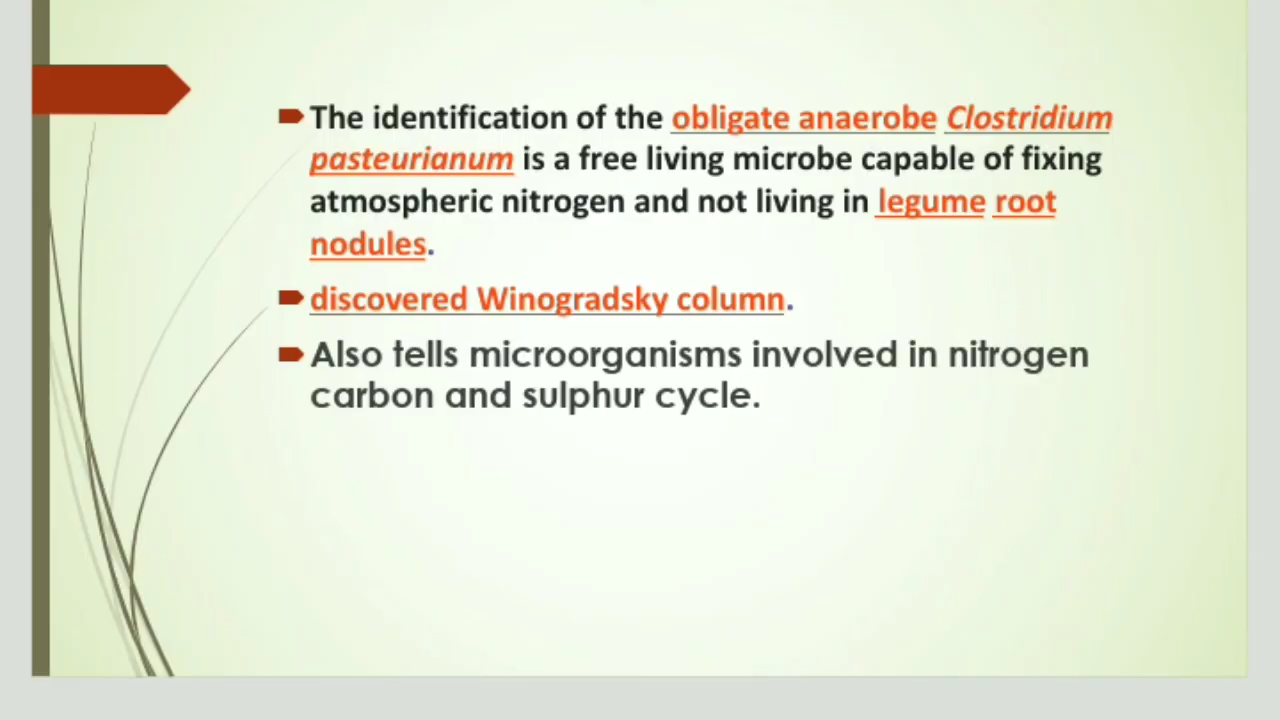 The identification of the obligate anaerobe Clostridium
pasteurianum is a free living microbe capable of fixing
atmospheric nitrogen and not living in legume root
nodules.
discovered Winogradsky column.
Also tells microorganisms involved in nitrogen
carbon and sulphur cycle.